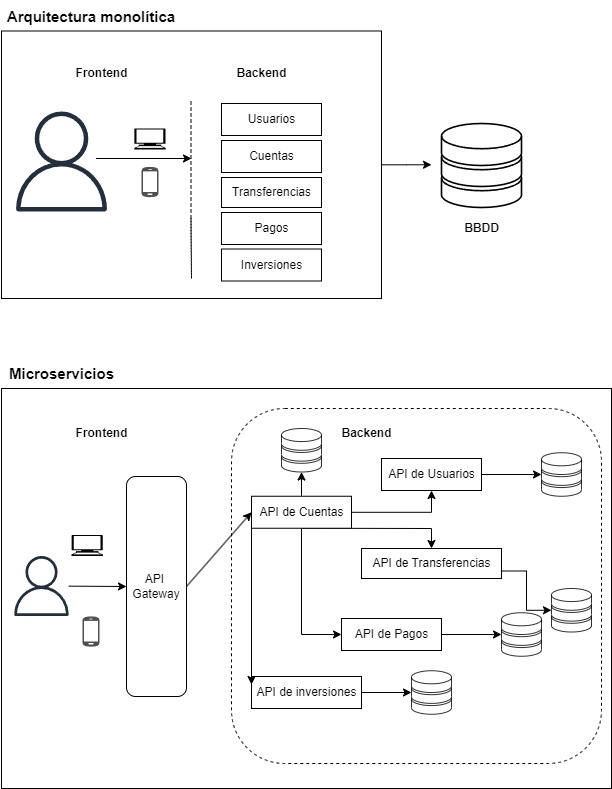 Arquitectura monolítica
Frontend
Backend
Usuarios
Cuentas
Transferencias
Pagos
Inversiones
BBDD
Microservicios
Frontend
Backend
API de Usuarios
API de Cuentas
API de Transferencias
API
Gateway
API de Pagos
API de inversiones